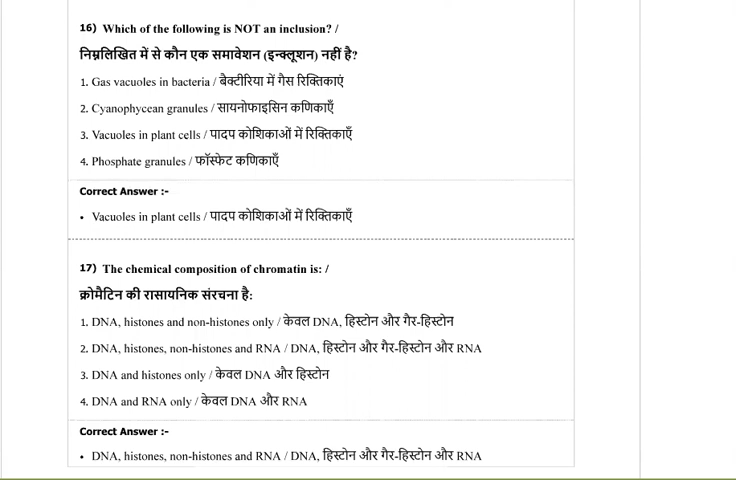 16) Which of the following is NOT an inclusion? /
निम्नलिखित में से कौन एक समावेशन (इन्क्लूशन) नहीं है?
1. Gas vacuoles in bacteria / बैक्टीरिया में गैस रिक्तिकाएं
2. Cyanophycean granules / सायनोफाइसिन कणिकाएँ
3. Vacuoles in plant cells / पादप कोशिकाओं में रिक्तिकाएँ
4. Phosphate granules / फॉस्फेट कणिकाएँ
Correct Answer :-
• Vacuoles in plant cells / पादप कोशिकाओं में रिक्तिकाएँ
17) The chemical composition of chromatin is: /
क्रोमैटिन की रासायनिक संरचना है:
1. DNA, histones and non-histones only / केवल DNA, हिस्टोन और गैर-हिस्टोन
2. DNA, histones, non-histones and RNA / DNA, हिस्टोन और गैर-हिस्टोन और RNA
3. DNA and histones only / केवल DNA और हिस्टोन
4. DNA and RNA only / केवल DNA और RNA
Correct Answer :-
• DNA, histones, non-histones and RNA / DNA, हिस्टोन और गैर-हिस्टोन और RNA